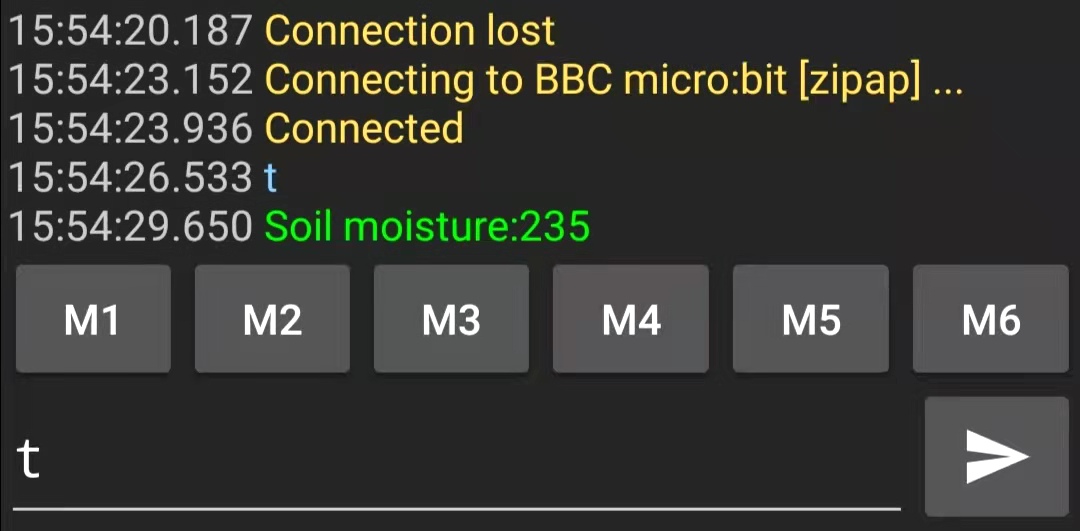 15:54:20.187 Connection lost
15:54:23.152 Connecting to BBC micro:bit [zipap] ...
15:54:23.936 Connected
15:54:26.533 t
15:54:29.650 Soil moisture:235
M1 M2 M3 M4 M5 M6
t